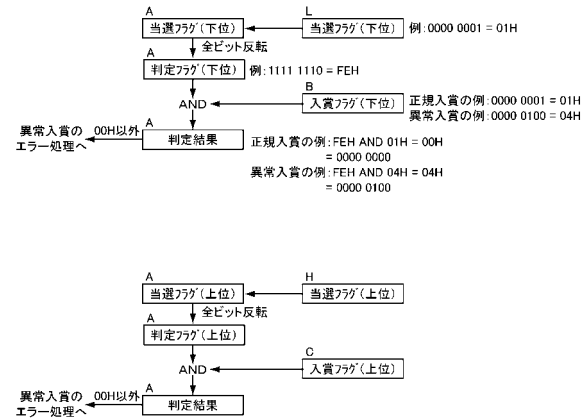 A
L
当選フラグ(下位)
当選フラグ(下位)
例:0000 0001 = 01H
全ビット反転
A
判定フラグ(下位)
例:1111 1110 = FEH
B
AND
入賞フラグ(下位)
正規入賞の例:0000 0001 = 01H
異常入賞の例:0000 0100 = 04H
A
異常入賞の
エラー処理へ
00H以外
判定結果
正規入賞の例:FEH AND 01H = 00H
= 0000 0000
異常入賞の例:FEH AND 04H = 04H
= 0000 0100
A
H
当選フラグ(上位)
当選フラグ(上位)
全ビット反転
A
判定フラグ(上位)
C
AND
入賞フラグ(上位)
A
異常入賞の
エラー処理へ
00H以外
判定結果